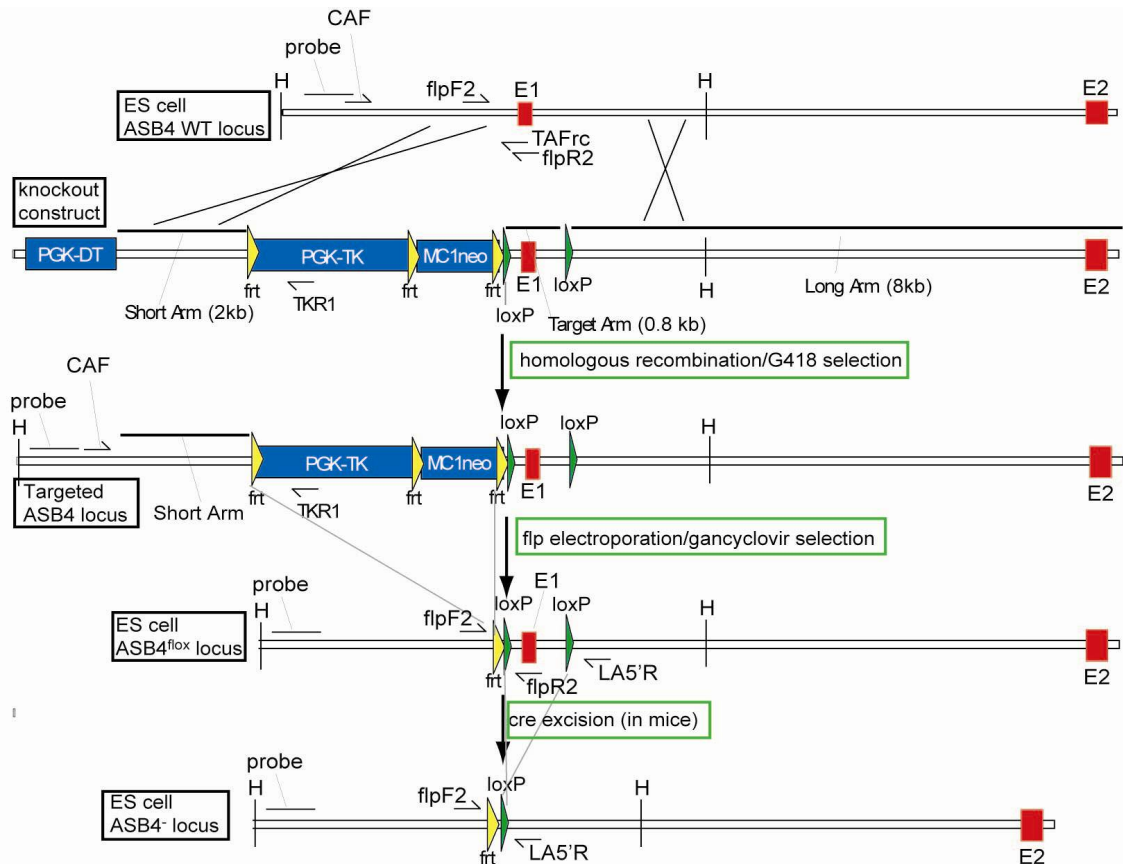 CAF
probe
H
flpF2
E1
H
E2
ES cell
ASB4 WT locus
TAFrc
flpR2
knockout
construct
PGK-DT
PGK-TK
MC1neo
frt
TKR1
frt
frt
loxP
E1
loxP
H
E2
Short Arm (2kb)
Target Arm (0.8 kb)
Long Arm (8kb)
homologous recombination/G418 selection
CAF
probe
H
loxP
loxP
H
PGK-TK
MC1neo
Targeted
ASB4 locus
Short Arm
frt
TKR1
frt
frt
E1
E2
flp electroporation/gancyclovir selection
probe
H
flpF2
loxP
E1
loxP
H
ES cell
ASB4flox locus
frt
flpR2
LA5'R
E2
cre excision (in mice)
probe
H
flpF2
loxP
H
ES cell
ASB4- locus
frt
LA5'R
E2